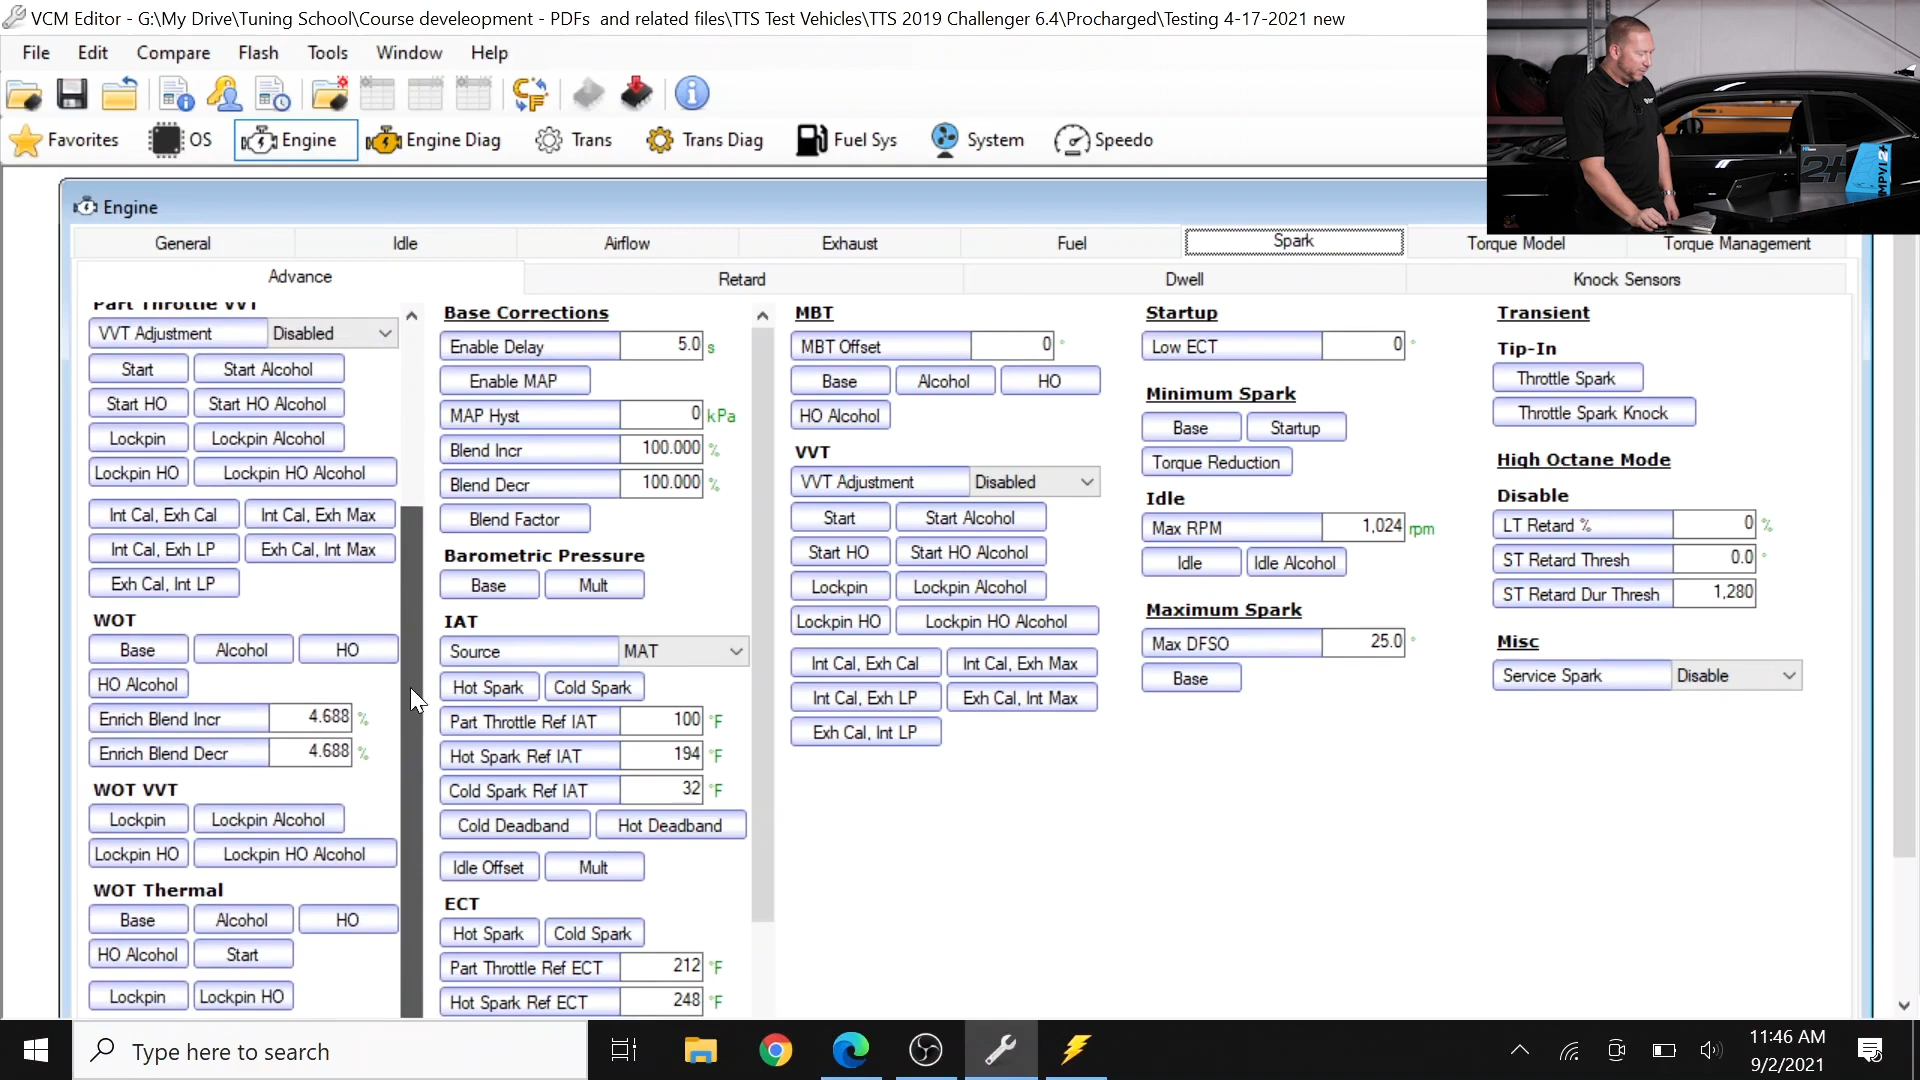 VCM Editor - G:\My Drive\Tuning School\Course develeopment - PDFs  and related files\TTS Test Vehicles\TTS 2019 Challenger 6.4\Procharged\Testing 4-17-2021 new
File Edit Compare Flash Tools Window Help
Favorites OS Engine Engine Diag Trans Trans Diag Fuel Sys System Speedo
2+
MPVI2+
Engine
General Idle Airflow Exhaust Fuel Spark Torque Model Torque Management
Advance Retard Dwell Knock Sensors
Part Throttle VVT
VVT Adjustment Disabled
Start Start Alcohol
Start HO Start HO Alcohol
Lockpin Lockpin Alcohol
Lockpin HO Lockpin HO Alcohol
Int Cal, Exh Cal Int Cal, Exh Max
Int Cal, Exh LP Exh Cal, Int Max
Exh Cal, Int LP
WOT
Base Alcohol HO
HO Alcohol
Enrich Blend Incr 4.688 %
Enrich Blend Decr 4.688 %
WOT VVT
Lockpin Lockpin Alcohol
Lockpin HO Lockpin HO Alcohol
WOT Thermal
Base Alcohol HO
HO Alcohol Start
Lockpin Lockpin HO
Base Corrections
Enable Delay 5.0 s
Enable MAP
MAP Hyst 0 kPa
Blend Incr 100.000 %
Blend Decr 100.000 %
Blend Factor
Barometric Pressure
Base Mult
IAT
Source MAT
Hot Spark Cold Spark
Part Throttle Ref IAT 100 °F
Hot Spark Ref IAT 194 °F
Cold Spark Ref IAT 32 °F
Cold Deadband Hot Deadband
Idle Offset Mult
ECT
Hot Spark Cold Spark
Part Throttle Ref ECT 212 °F
Hot Spark Ref ECT 248 °F
MBT
MBT Offset 0 °
Base Alcohol HO
HO Alcohol
VVT
VVT Adjustment Disabled
Start Start Alcohol
Start HO Start HO Alcohol
Lockpin Lockpin Alcohol
Lockpin HO Lockpin HO Alcohol
Int Cal, Exh Cal Int Cal, Exh Max
Int Cal, Exh LP Exh Cal, Int Max
Exh Cal, Int LP
Startup
Low ECT 0 °
Minimum Spark
Base Startup
Torque Reduction
Idle
Max RPM 1,024 rpm
Idle Idle Alcohol
Maximum Spark
Max DFSO 25.0 °
Base
Transient
Tip-In
Throttle Spark
Throttle Spark Knock
High Octane Mode
Disable
LT Retard % 0 %
ST Retard Thresh 0.0 °
ST Retard Dur Thresh 1,280
Misc
Service Spark Disable
Type here to search
11:46 AM
9/2/2021